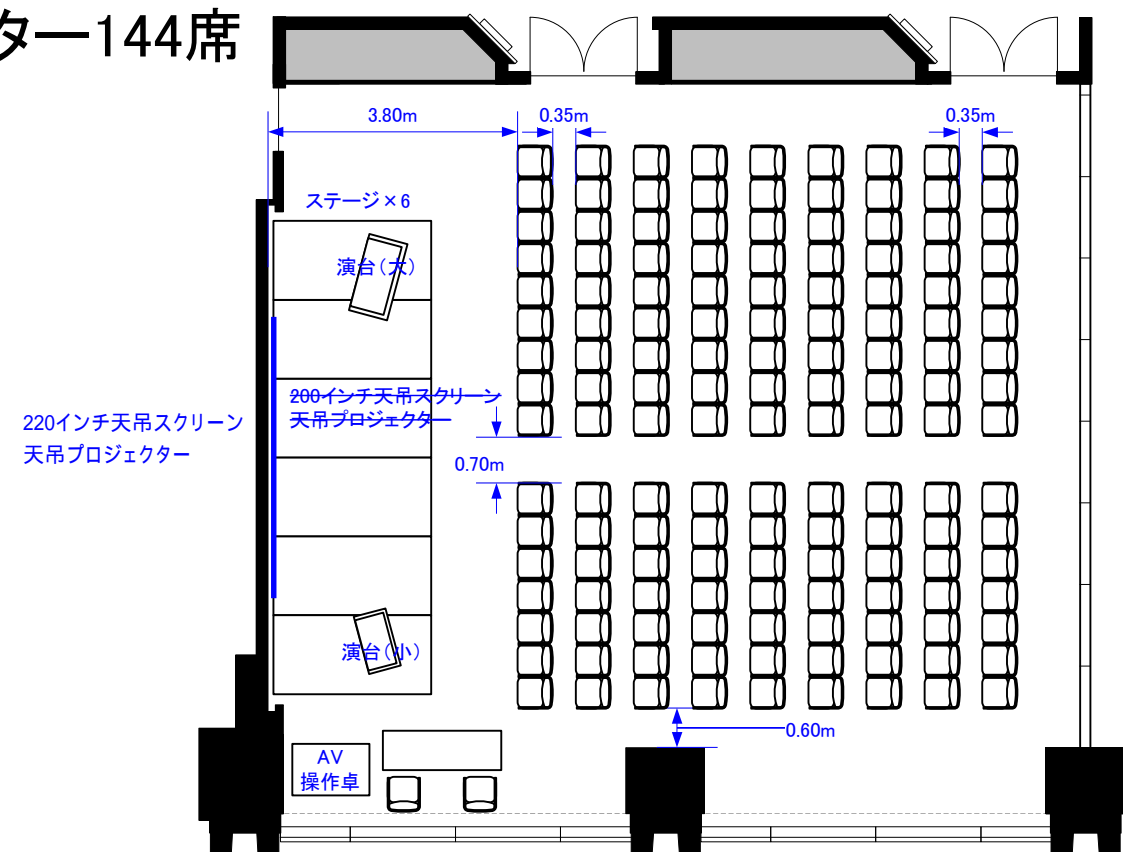 ター144席
3.80m
0.35m
0.35m
ステージ×6
演台(大)
200インチ天吊スクリーン
天吊プロジェクター
220インチ天吊スクリーン
天吊プロジェクター
0.70m
演台(小)
0.60m
AV
操作卓